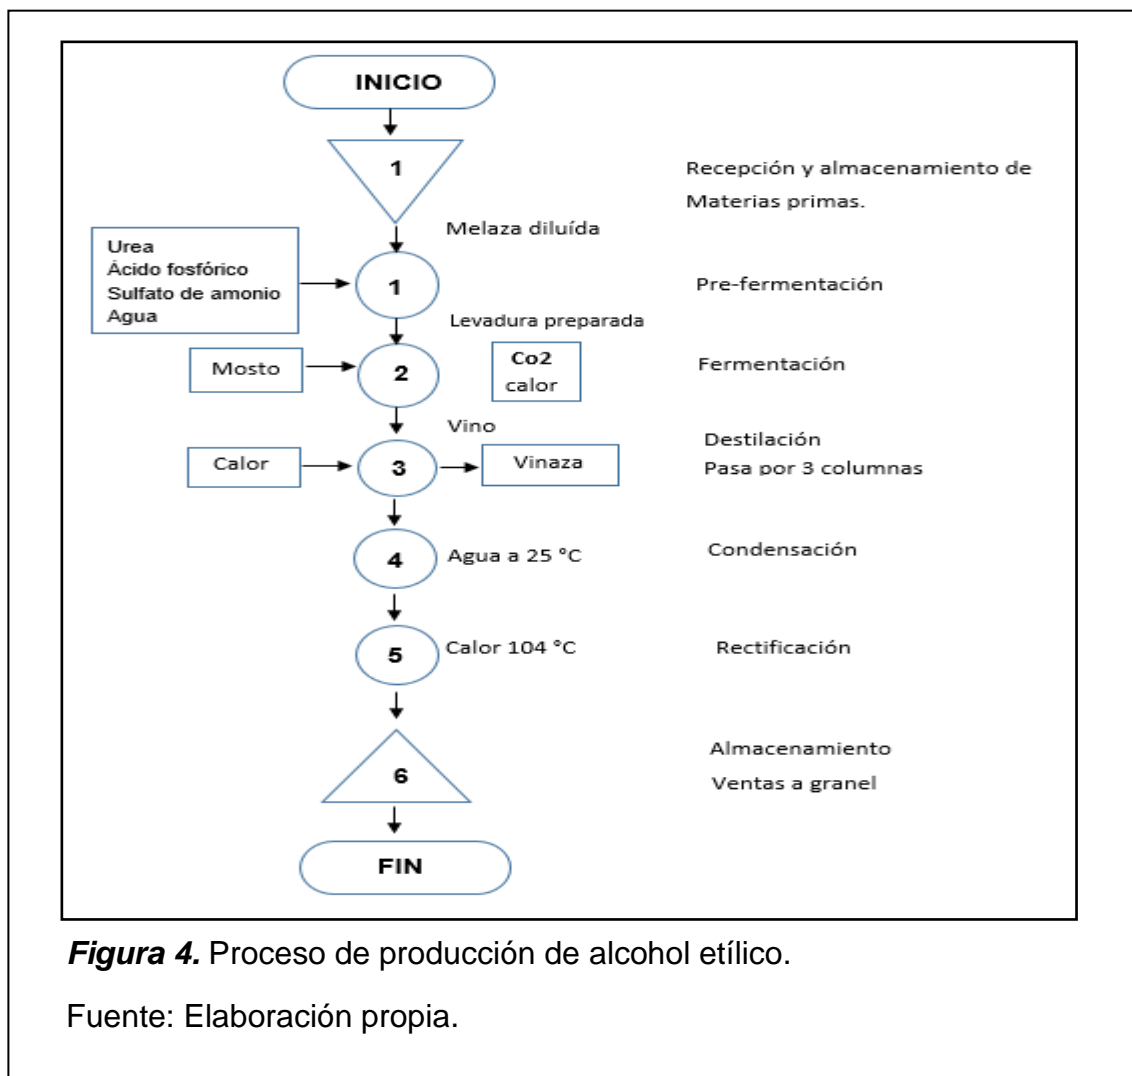 INICIO
1
Recepción y almacenamiento de
Materias primas.
Melaza diluída
Urea
Ácido fosfórico
Sulfato de amonio
Agua
1
Pre-fermentación
Levadura preparada
Mosto
2
Co2
calor
Fermentación
Vino
Calor
3
Vinaza
Destilación
Pasa por 3 columnas
4
Agua a 25 °C
Condensación
5
Calor 104 °C
Rectificación
6
Almacenamiento
Ventas a granel
FIN
Figura 4. Proceso de producción de alcohol etílico.
Fuente: Elaboración propia.